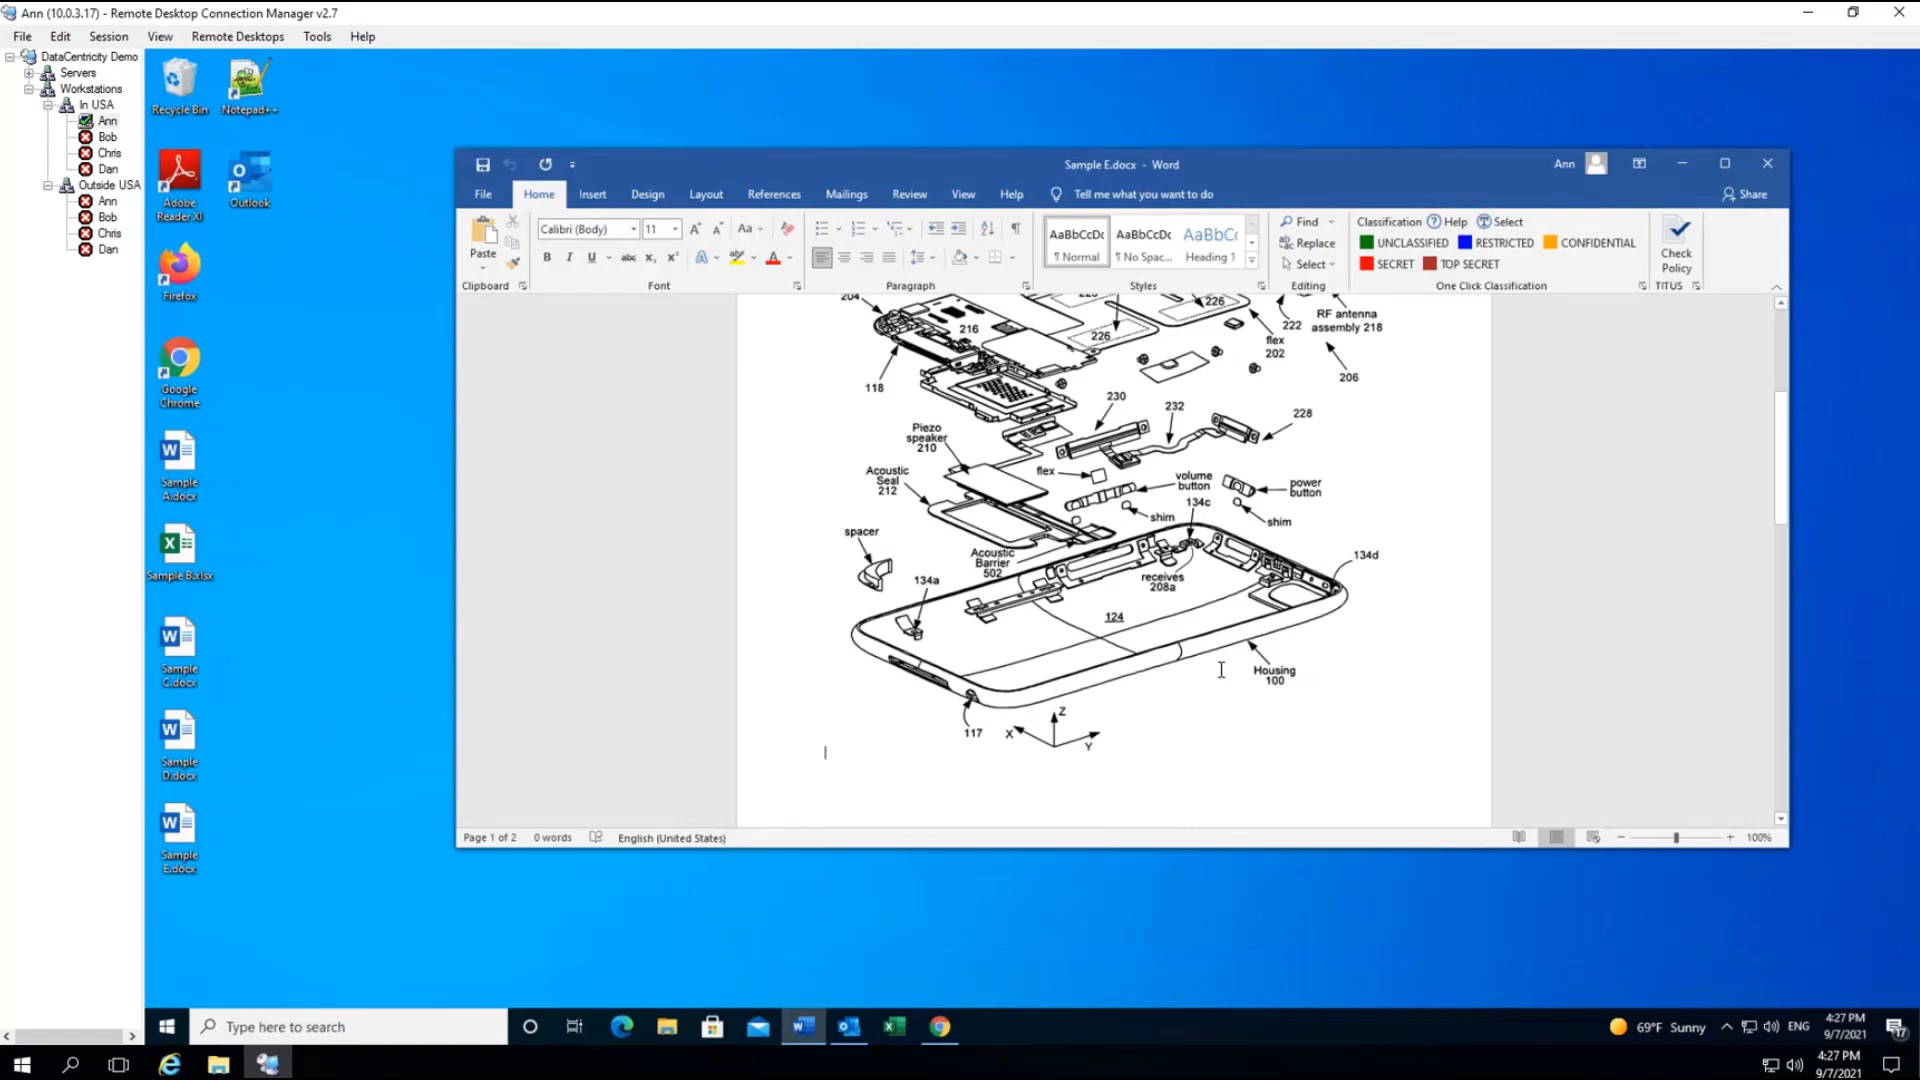 Ann (10.0.3.17) - Remote Desktop Connection Manager v2.7
File Edit Session View Remote Desktops Tools Help
DataCentricity Demo
Servers
Workstations
In USA
Ann
Bob
Chris
Dan
Outside USA
Ann
Bob
Chris
Dan
Recycle Bin
Notepad++
Adobe
Reader XI
Outlook
Firefox
Google
Chrome
Sample
A.docx
Sample B.xlsx
Sample
C.docx
Sample
D.docx
Sample
E.docx
Sample E.docx - Word
Ann
File Home Insert Design Layout References Mailings Review View Help Tell me what you want to do
Share
Paste
Clipboard
Calibri (Body) 11
Font
Paragraph
AaBbCcDc AaBbCcDc AaBbCc
¶ Normal ¶ No Spac... Heading 1
Styles
Find
Replace
Select
Editing
Classification Help Select
UNCLASSIFIED RESTRICTED CONFIDENTIAL
SECRET TOP SECRET
One Click Classification
Check
Policy
TITUS
204
216
118
226
226
222
RF antenna
assembly 218
flex
202
206
230
232
228
Piezo
speaker
210
Acoustic
Seal
212
flex
volume
button
134c
shim
power
button
shim
spacer
134a
Acoustic
Barrier
502
receives
208a
134d
124
Housing
100
117
X
Z
Y
Page 1 of 2 0 words English (United States)
100%
Type here to search
69°F Sunny
ENG
4:27 PM
9/7/2021
17
4:27 PM
9/7/2021